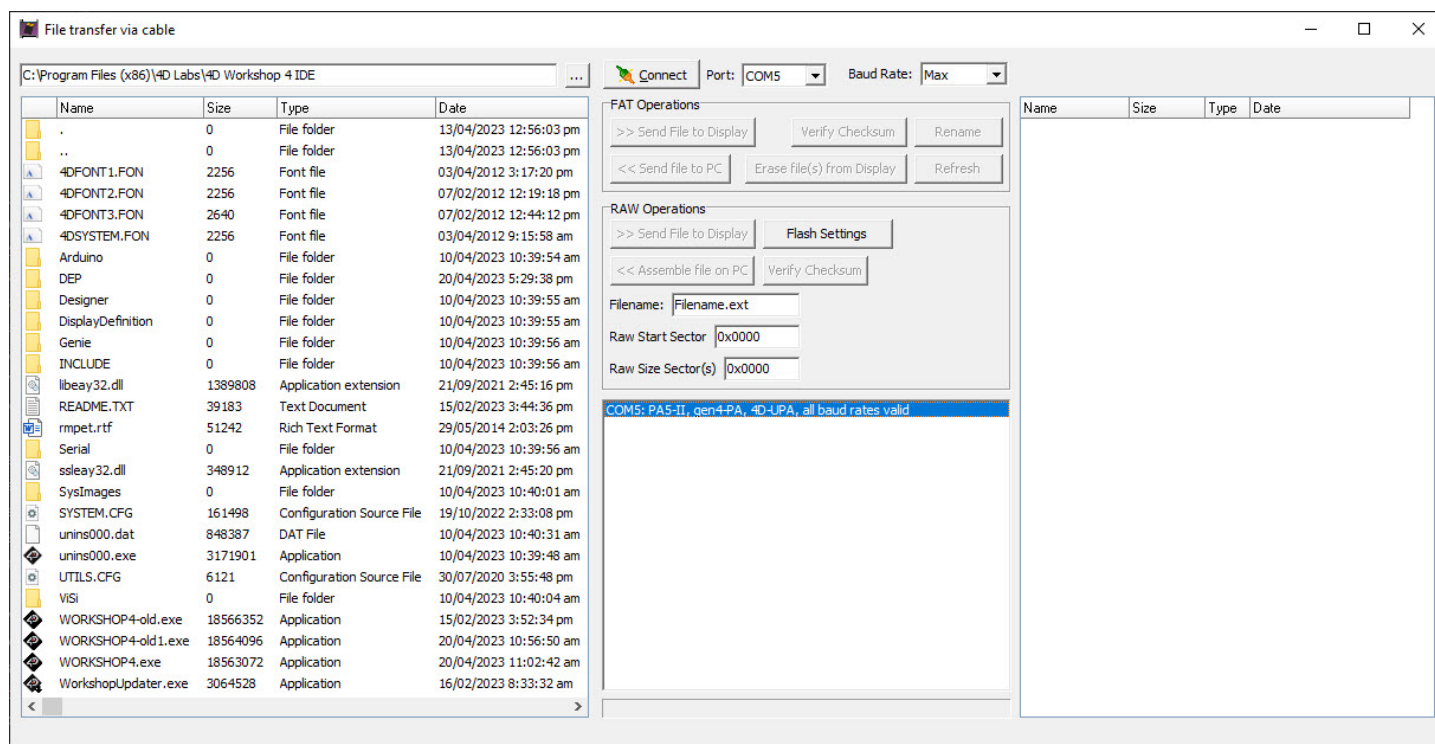 File transfer via cable
C:\Program Files (x86)\4D Labs\4D Workshop 4 IDE
...
Connect Port: COM5 Baud Rate: Max
Name Size Type Date
. 0 File folder 13/04/2023 12:56:03 pm
.. 0 File folder 13/04/2023 12:56:03 pm
4DFONT1.FON 2256 Font file 03/04/2012 3:17:20 pm
4DFONT2.FON 2256 Font file 07/02/2012 12:19:18 pm
4DFONT3.FON 2640 Font file 07/02/2012 12:44:12 pm
4DSYSTEM.FON 2256 Font file 03/04/2012 9:15:58 am
Arduino 0 File folder 10/04/2023 10:39:54 am
DEP 0 File folder 20/04/2023 5:29:38 pm
Designer 0 File folder 10/04/2023 10:39:55 am
DisplayDefinition 0 File folder 10/04/2023 10:39:55 am
Genie 0 File folder 10/04/2023 10:39:56 am
INCLUDE 0 File folder 10/04/2023 10:39:56 am
libeay32.dll 1389808 Application extension 21/09/2021 2:45:16 pm
README.TXT 39183 Text Document 15/02/2023 3:44:36 pm
rmpet.rtf 51242 Rich Text Format 29/05/2014 2:03:26 pm
Serial 0 File folder 10/04/2023 10:39:56 am
ssleay32.dll 348912 Application extension 21/09/2021 2:45:20 pm
SysImages 0 File folder 10/04/2023 10:40:01 am
SYSTEM.CFG 161498 Configuration Source File 19/10/2022 2:33:08 pm
unins000.dat 848387 DAT File 10/04/2023 10:40:31 am
unins000.exe 3171901 Application 10/04/2023 10:39:48 am
UTILS.CFG 6121 Configuration Source File 30/07/2020 3:55:48 pm
ViSi 0 File folder 10/04/2023 10:40:04 am
WORKSHOP4-old.exe 18566352 Application 15/02/2023 3:52:34 pm
WORKSHOP4-old1.exe 18564096 Application 20/04/2023 10:56:50 am
WORKSHOP4.exe 18563072 Application 20/04/2023 11:02:42 am
WorkshopUpdater.exe 3064528 Application 16/02/2023 8:33:32 am
FAT Operations
>> Send File to Display Verify Checksum Rename
<< Send file to PC Erase file(s) from Display Refresh
RAW Operations
>> Send File to Display Flash Settings
<< Assemble file on PC Verify Checksum
Filename: Filename.ext
Raw Start Sector 0x0000
Raw Size Sector(s) 0x0000
COM5: PA5-II, gen4-PA, 4D-UPA, all baud rates valid
Name Size Type Date